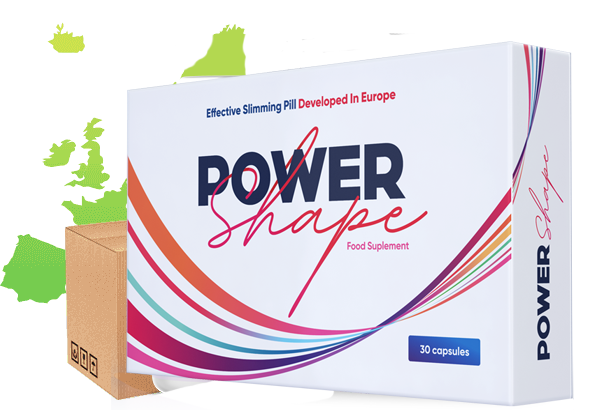 Effective Slimming Pill Developed In Europe
POWER
Shape
Food Suplement
30 capsules
POWER Shape